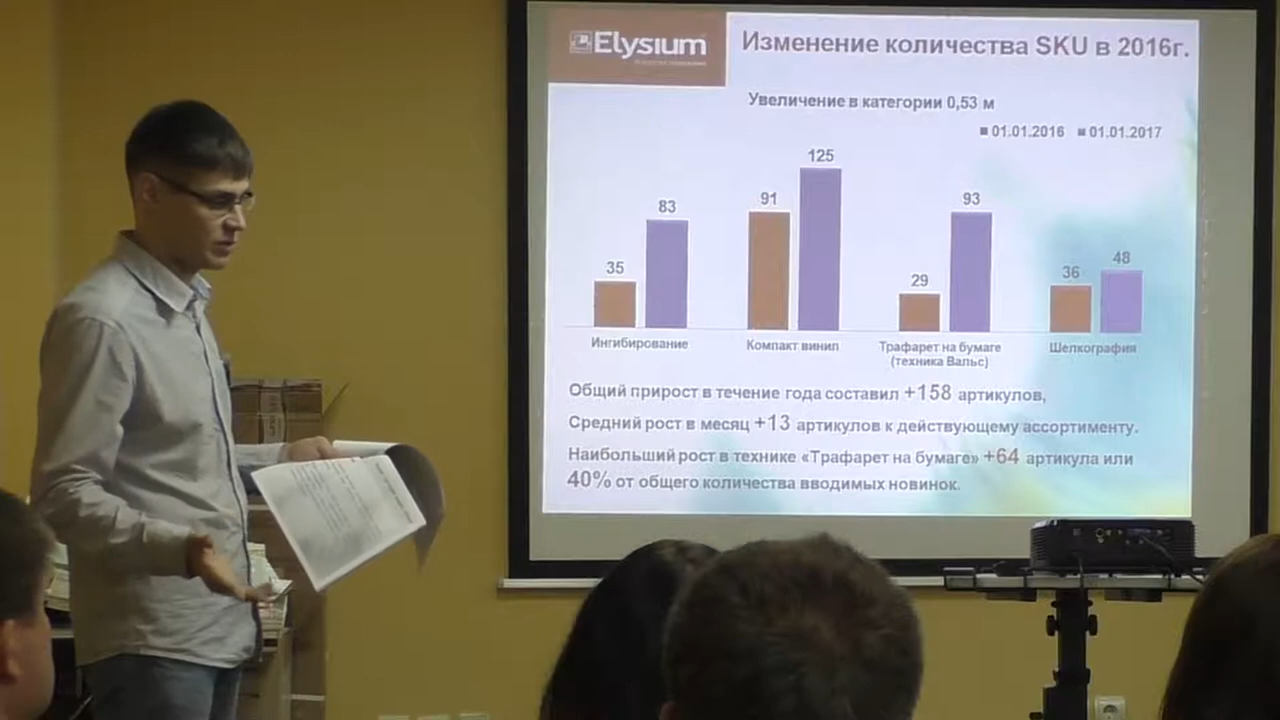 Elysium
Изменение количества SKU в 2016г.
Увеличение в категории 0,53 м
01.01.2016 01.01.2017
35 83 91 125 29 93 36 48
Ингибирование Компакт винил Трафарет на бумаге (техника Вальс) Шелкография
Общий прирост в течение года составил +158 артикулов,
Средний рост в месяц +13 артикулов к действующему ассортименту.
Наибольший рост в технике «Трафарет на бумаге» +64 артикула или
40% от общего количества вводимых новинок.